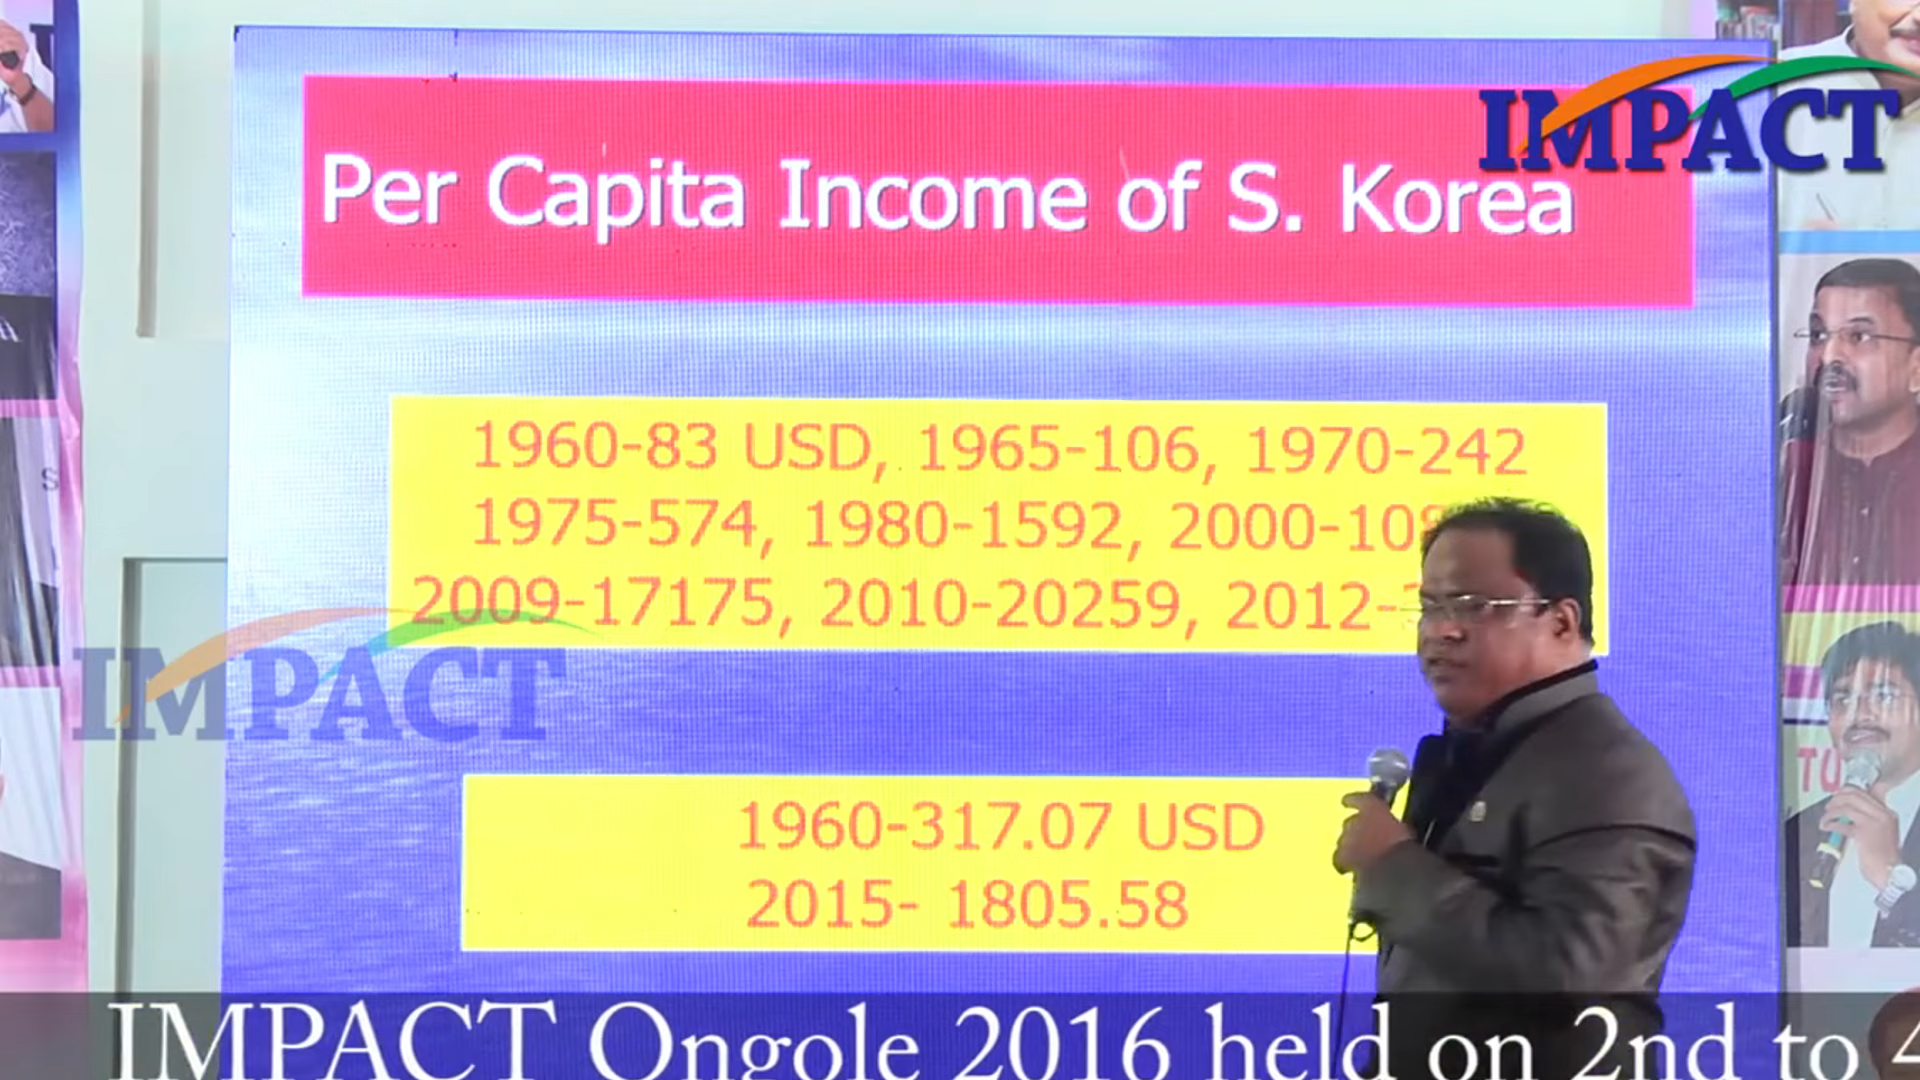 IMPACT
Per Capita Income of S. Korea
1960-83 USD, 1965-106, 1970-242
1975-574, 1980-1592, 2000-10
2009-17175, 2010-20259, 2012-
IMPACT
1960-317.07 USD
2015- 1805.58
TU
IMPACT Ongole 2016 held on 2nd to 4